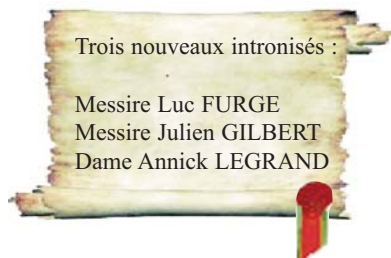 Trois nouveaux intronisés :
Messire Luc FURGE
Messire Julien GILBERT
Dame Annick LEGRAND